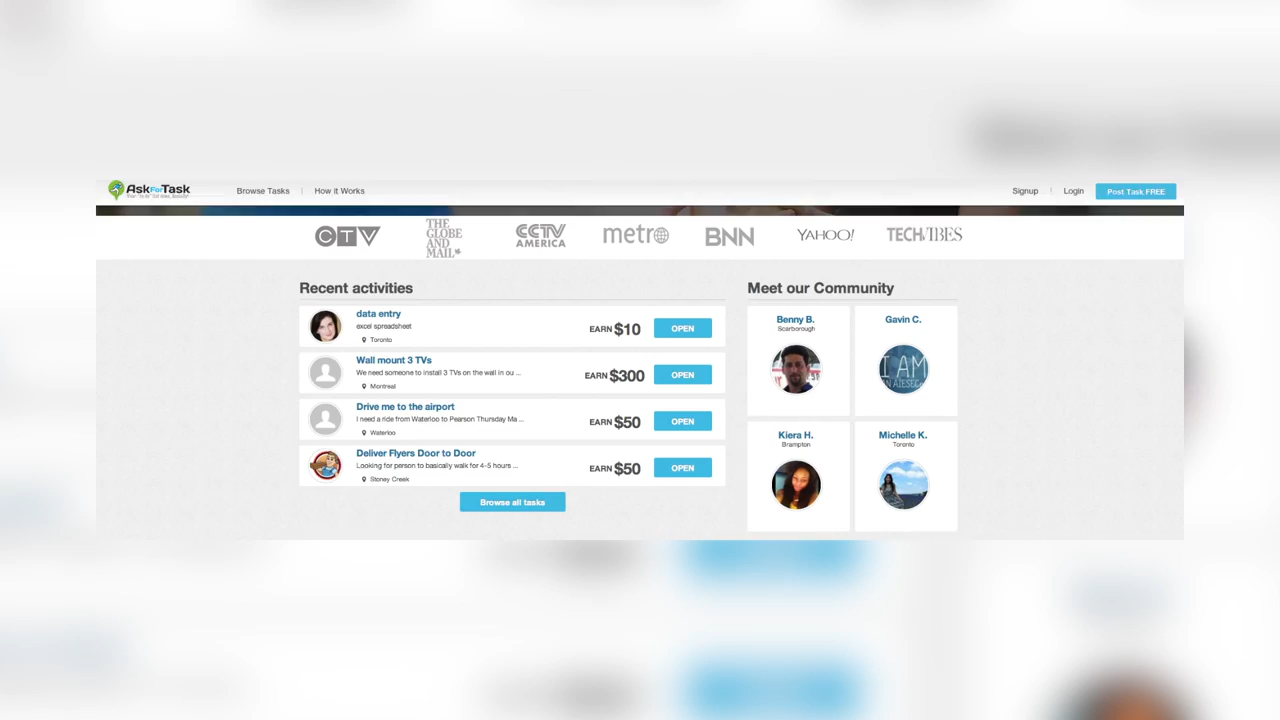 AskForTask
Browse Tasks
How it Works
Signup
Login
Post Task FREE
CTV
THE
GLOBE
AND
MAIL
CCTV
AMERICA
metro
BNN
YAHOO!
TECHVIBES
Recent activities
data entry
excel spreadsheet
Toronto
EARN $10
OPEN
Wall mount 3 TVs
We need someone to install 3 TVs on the wall in ou ...
Montreal
EARN $300
OPEN
Drive me to the airport
I need a ride from Waterloo to Pearson Thursday Ma ...
Waterloo
EARN $50
OPEN
Deliver Flyers Door to Door
Looking for person to basically walk for 4-5 hours ...
Stoney Creek
EARN $50
OPEN
Browse all tasks
Meet our Community
Benny B.
Scarborough
Gavin C.
I AM
AN AIESEC
Kiera H.
Brampton
Michelle K.
Toronto